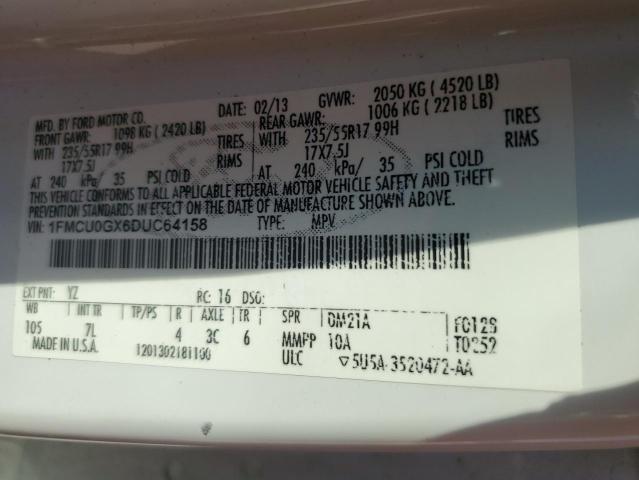 MFD. BY FORD MOTOR CO. DATE: 02/13 GVWR: 2050 KG ( 4520 LB)
FRONT GAWR: 1098 KG ( 2420 LB) REAR GAWR: 1006 KG ( 2218 LB)
WITH 235/55R17 99H TIRES WITH 235/55R17 99H TIRES
17X7.5J RIMS 17X7.5J RIMS
AT 240 kPa/ 35 PSI COLD AT 240 kPa/ 35 PSI COLD
THIS VEHICLE CONFORMS TO ALL APPLICABLE FEDERAL MOTOR VEHICLE SAFETY AND THEFT
PREVENTION STANDARDS IN EFFECT ON THE DATE OF MANUFACTURE SHOWN ABOVE.
1FMCU0GX6DUC64158 TYPE: MPV
EXT PNT: YZ RC: 16 DSO:
WB INT TR TP/PS R AXLE TR SPR DM21A F0129
105 7L 4 3C 6 MMPP 10A T0252
MADE IN U.S.A. 1201302181100 ULC 5U5A-3520472-AA